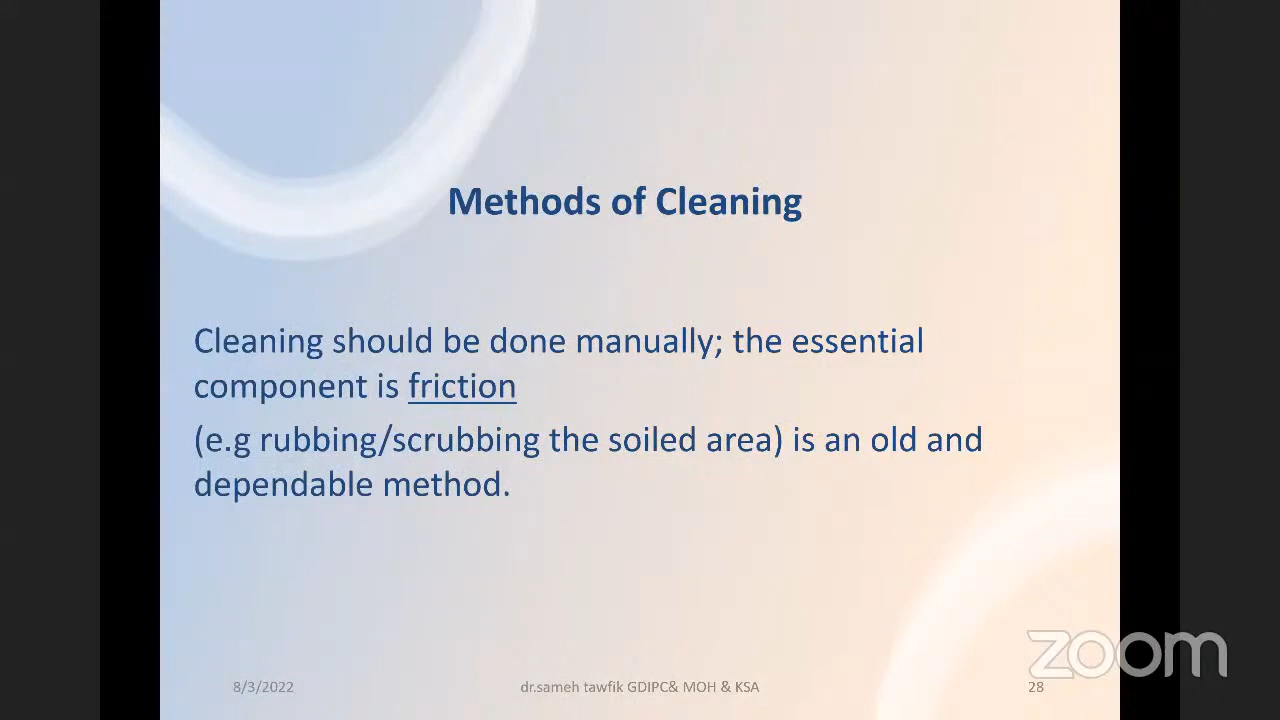 Methods of Cleaning
Cleaning should be done manually; the essential
component is friction
(e.g rubbing/scrubbing the soiled area) is an old and
dependable method.
8/3/2022
dr.sameh tawfik GDIPC& MOH & KSA
28
zoom